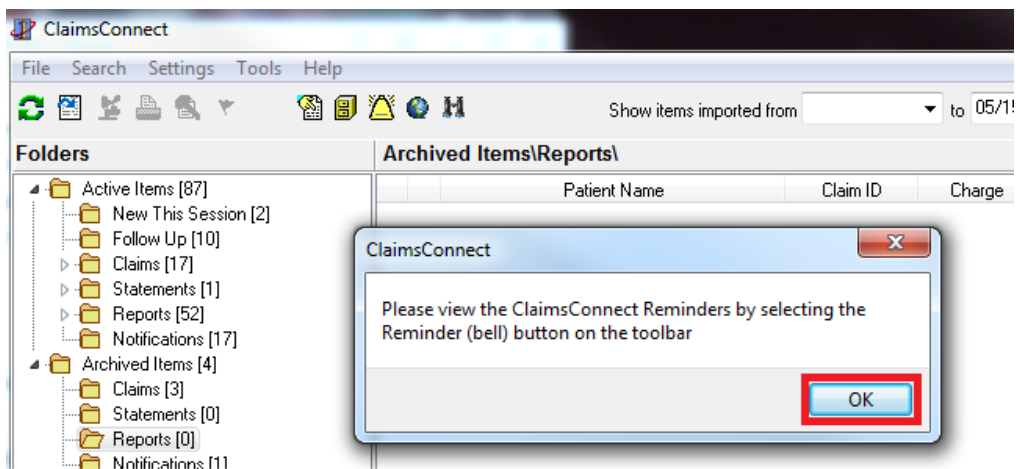 ClaimsConnect
File Search Settings Tools Help
Show items imported from to 05/15
Folders
Archived Items\Reports\
Patient Name Claim ID Charge
Active Items [87]
New This Session [2]
Follow Up [10]
Claims [17]
Statements [1]
Reports [52]
Notifications [17]
Archived Items [4]
Claims [3]
Statements [0]
Reports [0]
Notifications [1]
ClaimsConnect
Please view the ClaimsConnect Reminders by selecting the
Reminder (bell) button on the toolbar
OK